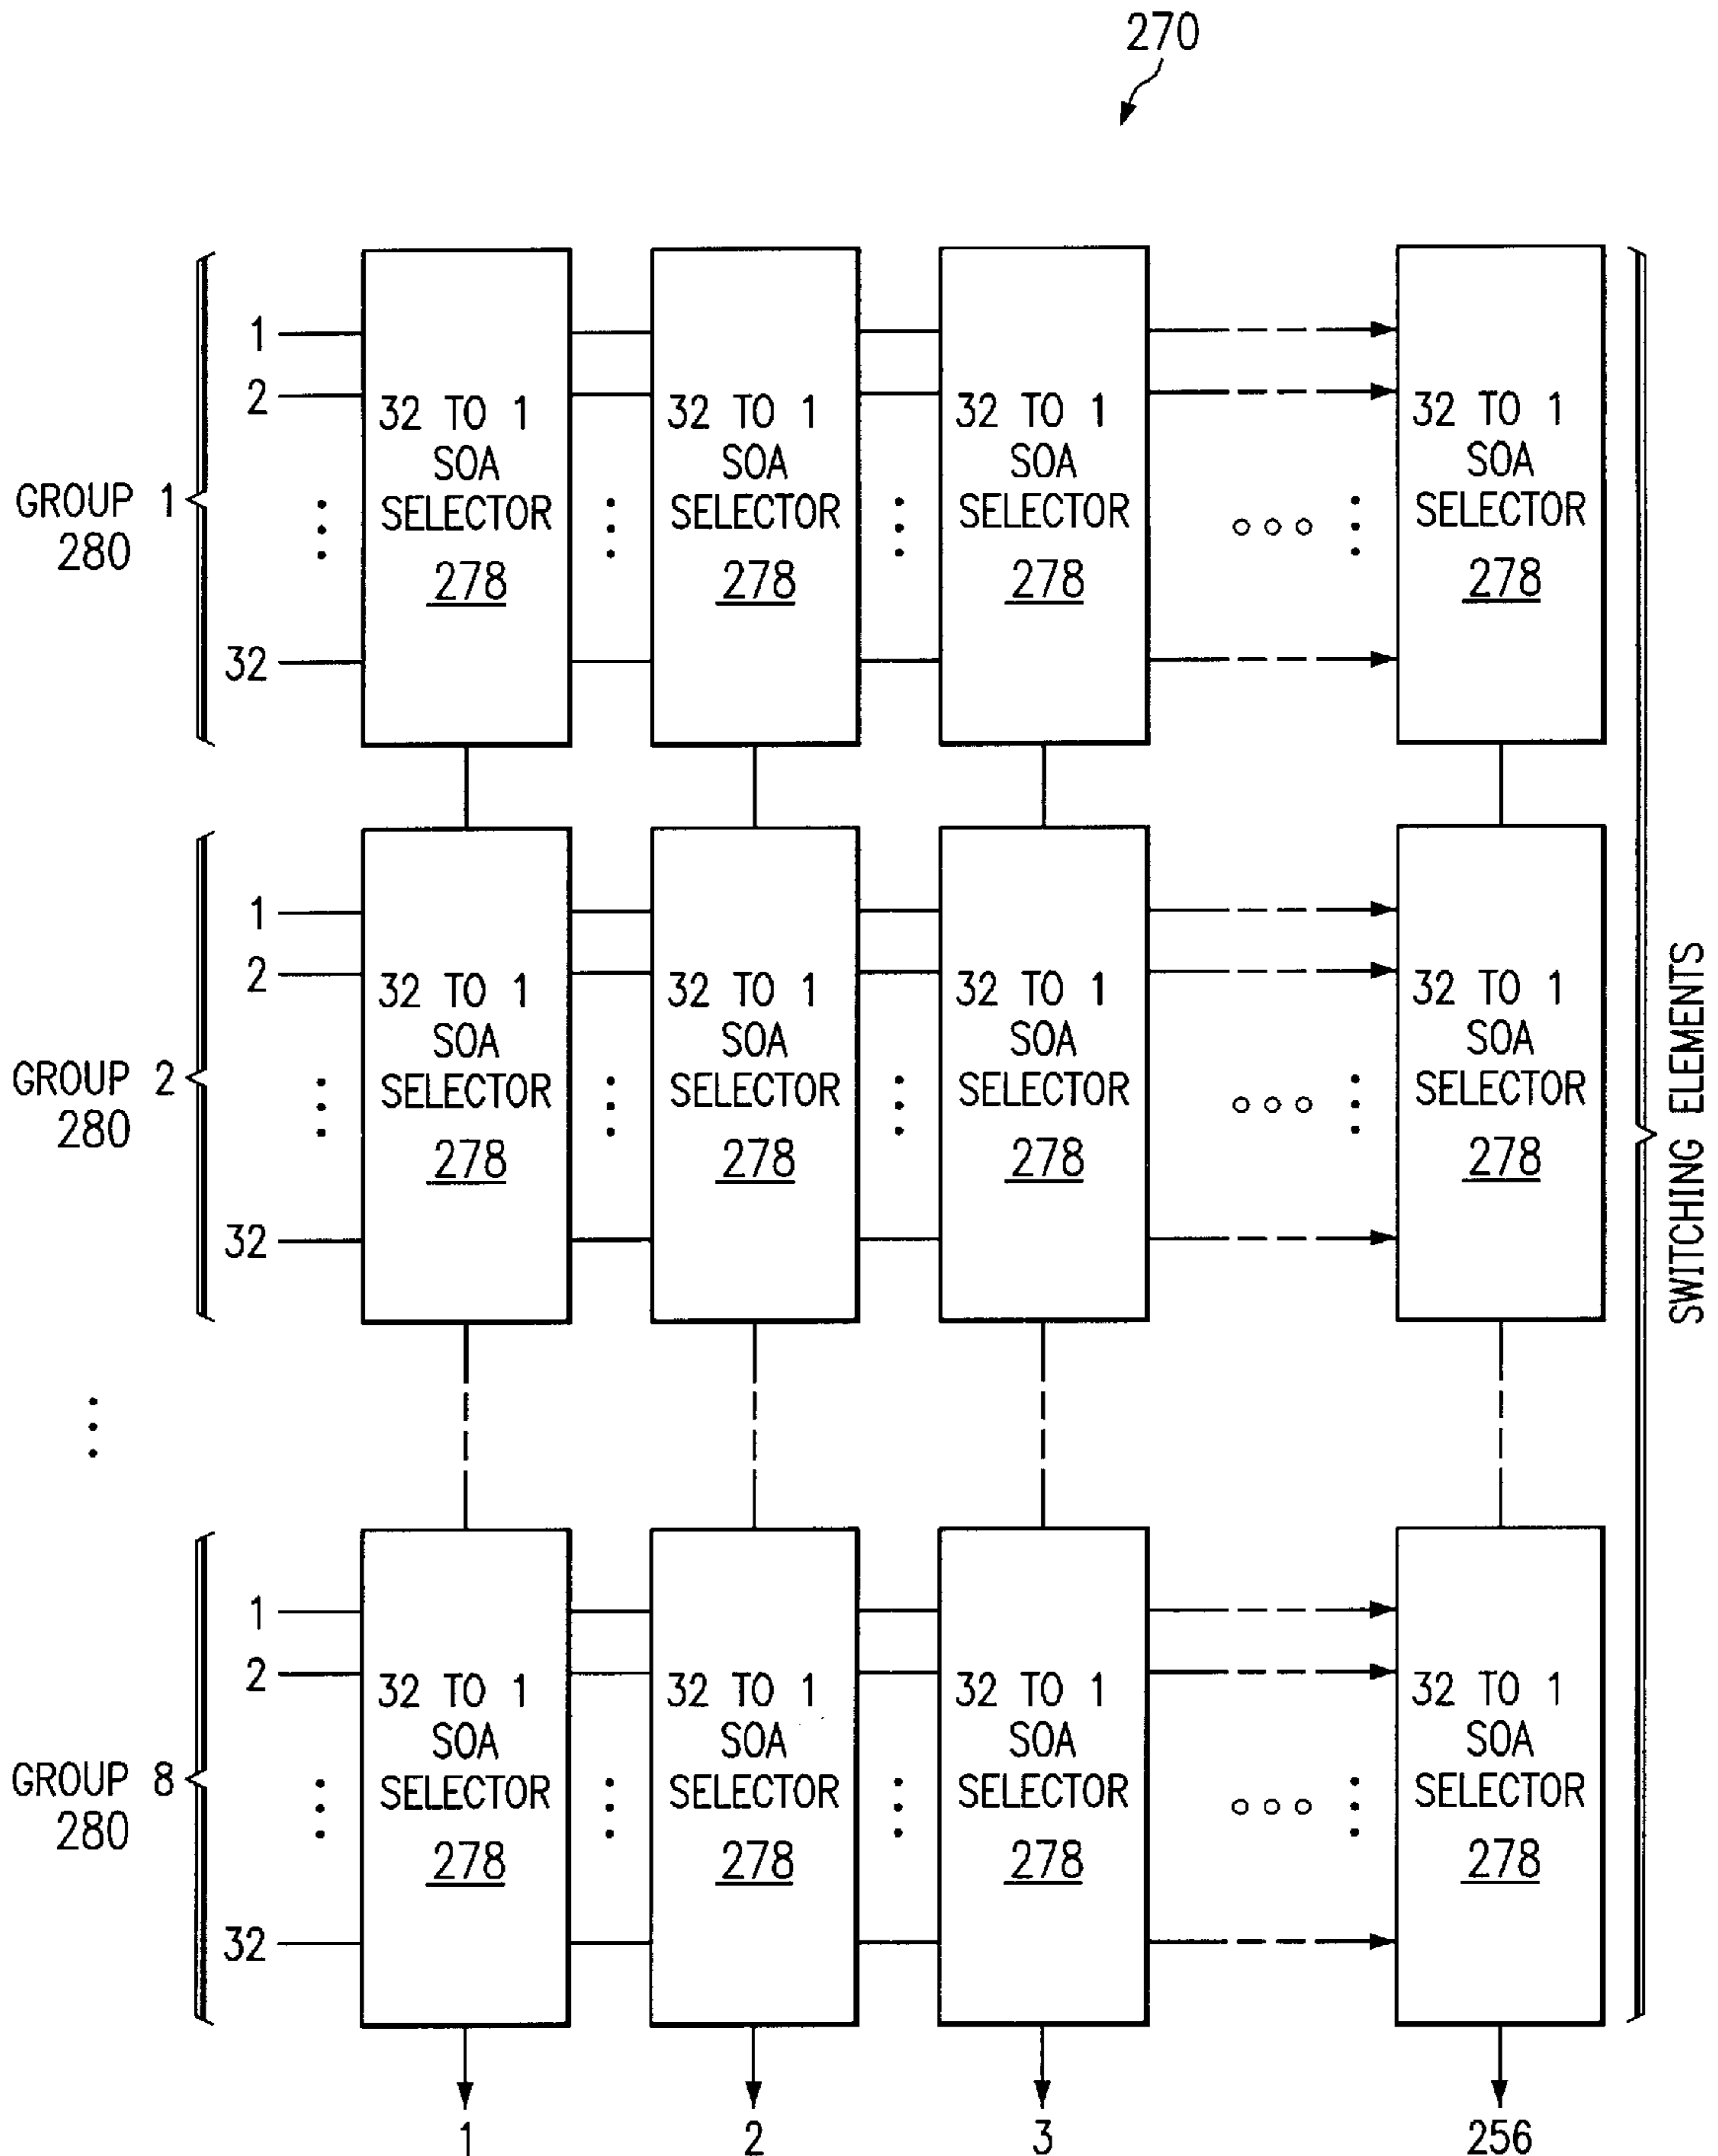 270
1
2
32
GROUP 1
280
32 TO 1
SOA
SELECTOR
278
32 TO 1
SOA
SELECTOR
278
32 TO 1
SOA
SELECTOR
278
32 TO 1
SOA
SELECTOR
278
1
2
32
GROUP 2
280
32 TO 1
SOA
SELECTOR
278
32 TO 1
SOA
SELECTOR
278
32 TO 1
SOA
SELECTOR
278
32 TO 1
SOA
SELECTOR
278
SWITCHING ELEMENTS
1
2
32
GROUP 8
280
32 TO 1
SOA
SELECTOR
278
32 TO 1
SOA
SELECTOR
278
32 TO 1
SOA
SELECTOR
278
32 TO 1
SOA
SELECTOR
278
1
2
3
256